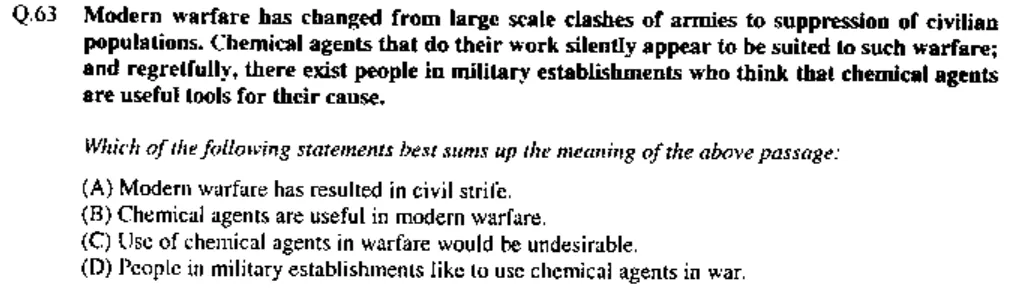 Q.63 Modern warfare has changed from large scale clashes of armies to suppression of civilian
populations. Chemical agents that do their work silently appear to be suited to such warfare;
and regretfully, there exist people in military establishments who think that chemical agents
are useful tools for their cause.
Which of the following statements best sums up the meaning of the above passage:
(A) Modern warfare has resulted in civil strife.
(B) Chemical agents are useful in modern warfare.
(C) Use of chemical agents in warfare would be undesirable.
(D) People in military establishments like to use chemical agents in war.